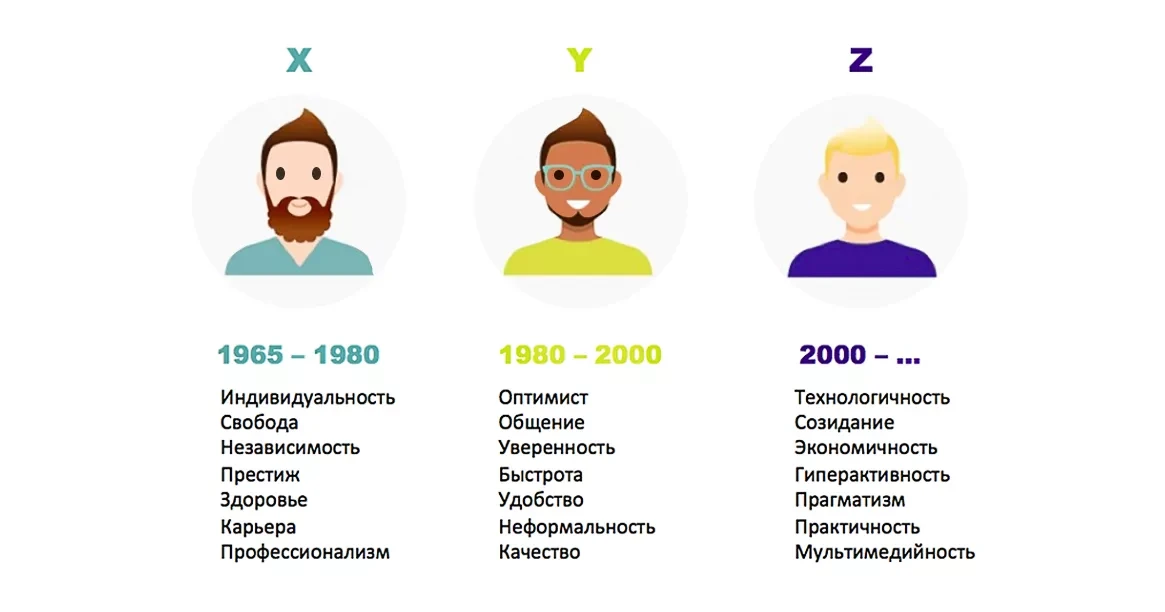 X
1965 – 1980
Индивидуальность
Свобода
Независимость
Престиж
Здоровье
Карьера
Профессионализм
Y
1980 – 2000
Оптимист
Общение
Уверенность
Быстрота
Удобство
Неформальность
Качество
Z
2000 – ...
Технологичность
Созидание
Экономичность
Гиперактивность
Прагматизм
Практичность
Мультимедийность